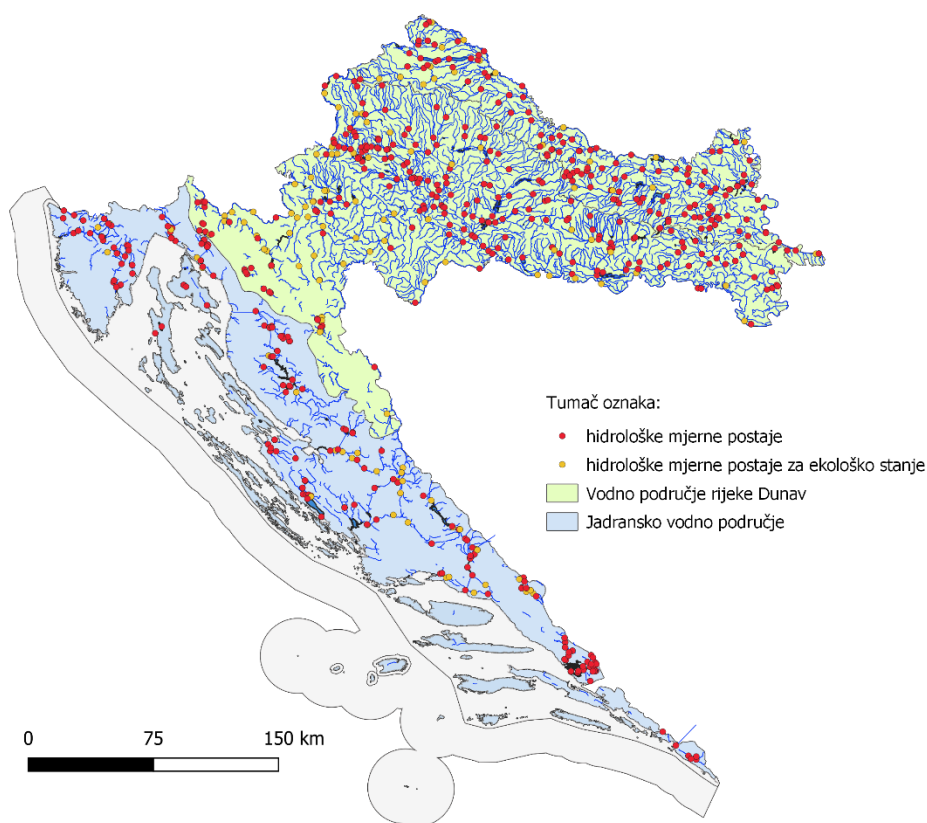 Tumač oznaka:
hidrološke mjerne postaje
hidrološke mjerne postaje za ekološko stanje
Vodno područje rijeke Dunav
Jadransko vodno područje
0 75 150 km